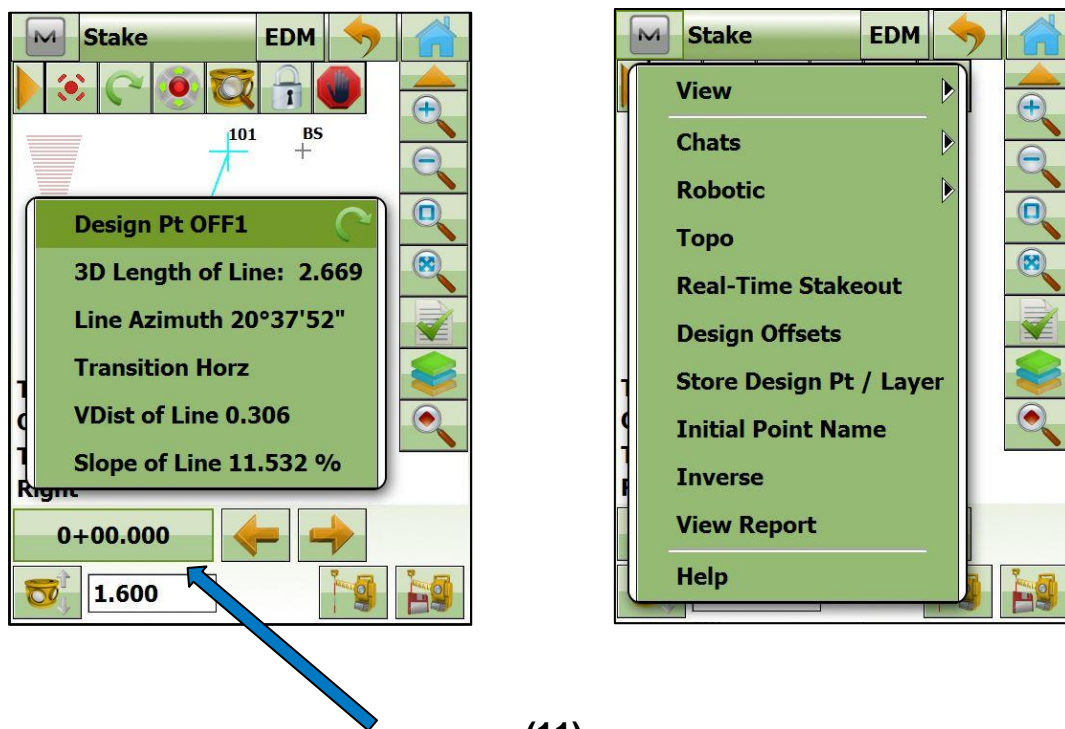 Stake EDM
101 BS
Design Pt OFF1
3D Length of Line: 2.669
Line Azimuth 20°37'52"
Transition Horz
VDist of Line 0.306
Slope of Line 11.532 %
Right
0+00.000
1.600
Stake EDM
View
Chats
Robotic
Topo
Real-Time Stakeout
Design Offsets
Store Design Pt / Layer
Initial Point Name
Inverse
View Report
Help
(11)